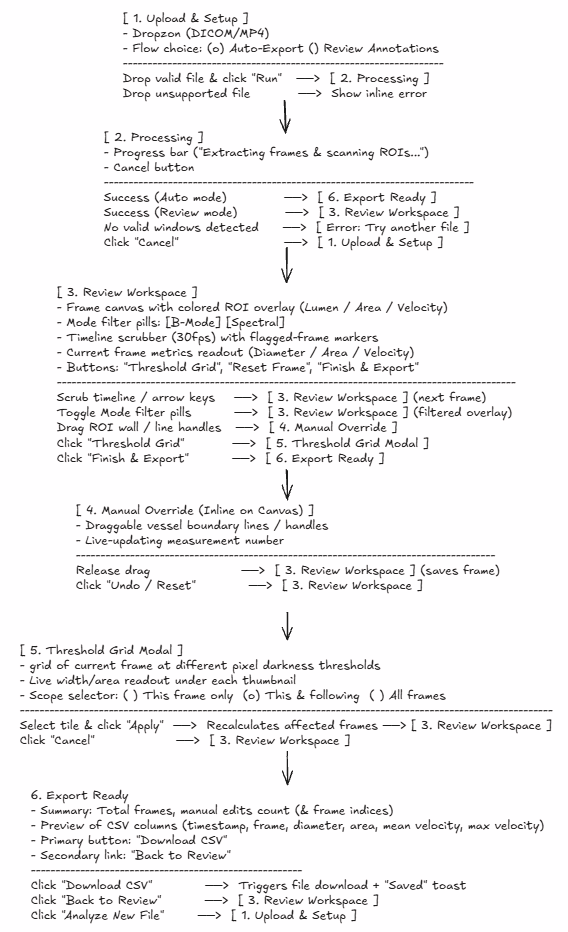 [ 1. Upload & Setup ]
- Dropzon (DICOM/MP4)
- Flow choice: (o) Auto-Export () Review Annotations
--------------------------------------------------
Drop valid file & click "Run" ——> [ 2. Processing ]
Drop unsupported file ——> Show inline error
[ 2. Processing ]
- Progress bar ("Extracting frames & scanning ROIs...")
- Cancel button
--------------------------------------------------
Success (Auto mode) ——> [ 6. Export Ready ]
Success (Review mode) ——> [ 3. Review Workspace ]
No valid windows detected ——> [ Error: Try another file ]
Click "Cancel" ——> [ 1. Upload & Setup ]
[ 3. Review Workspace ]
- Frame canvas with colored ROI overlay (Lumen / Area / Velocity)
- Mode filter pills: [B-Mode] [Spectral]
- Timeline scrubber (30fps) with flagged-frame markers
- Current frame metrics readout (Diameter / Area / Velocity)
- Buttons: "Threshold Grid", "Reset Frame", "Finish & Export"
--------------------------------------------------
Scrub timeline / arrow keys ——> [ 3. Review Workspace ] (next frame)
Toggle Mode filter pills ——> [ 3. Review Workspace ] (filtered overlay)
Drag ROI wall / line handles ——> [ 4. Manual Override ]
Click "Threshold Grid" ——> [ 5. Threshold Grid Modal ]
Click "Finish & Export" ——> [ 6. Export Ready ]
[ 4. Manual Override (Inline on Canvas) ]
- Draggable vessel boundary lines / handles
- Live-updating measurement number
--------------------------------------------------
Release drag ——> [ 3. Review Workspace ] (saves frame)
Click "Undo / Reset" ——> [ 3. Review Workspace ]
[ 5. Threshold Grid Modal ]
- grid of current frame at different pixel darkness thresholds
- Live width/area readout under each thumbnail
- Scope selector: ( ) This frame only (o) This & following ( ) All frames
--------------------------------------------------
Select tile & click "Apply" ——> Recalculates affected frames ——> [ 3. Review Workspace ]
Click "Cancel" ——> [ 3. Review Workspace ]
6. Export Ready
- Summary: Total frames, manual edits count (& frame indices)
- Preview of CSV columns (timestamp, frame, diameter, area, mean velocity, max velocity)
- Primary button: "Download CSV"
- Secondary link: "Back to Review"
--------------------------------------------------
Click "Download CSV" ——> Triggers file download + "Saved" toast
Click "Back to Review" ——> [ 3. Review Workspace ]
Click "Analyze New File" ——> [ 1. Upload & Setup ]